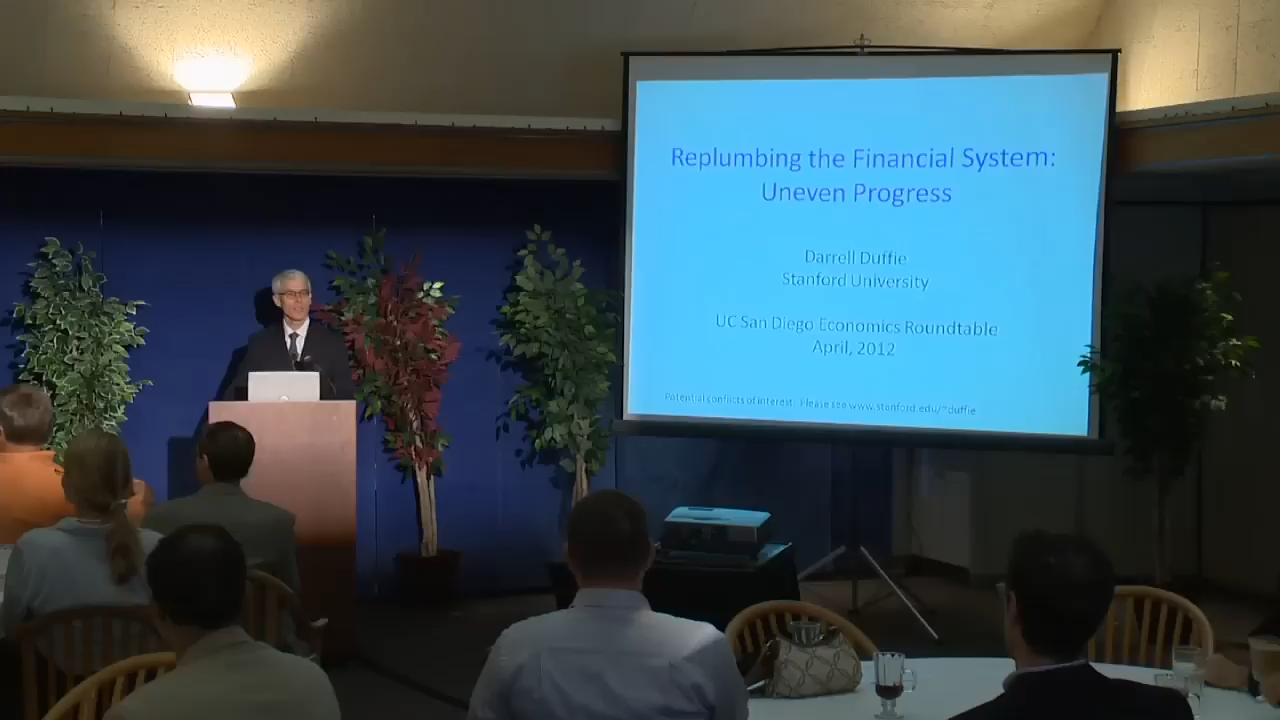 Replumbing the Financial System:
Uneven Progress
Darrell Duffie
Stanford University
UC San Diego Economics Roundtable
April, 2012
Potential conflicts of interest: Please see www.stanford.edu/~duffie